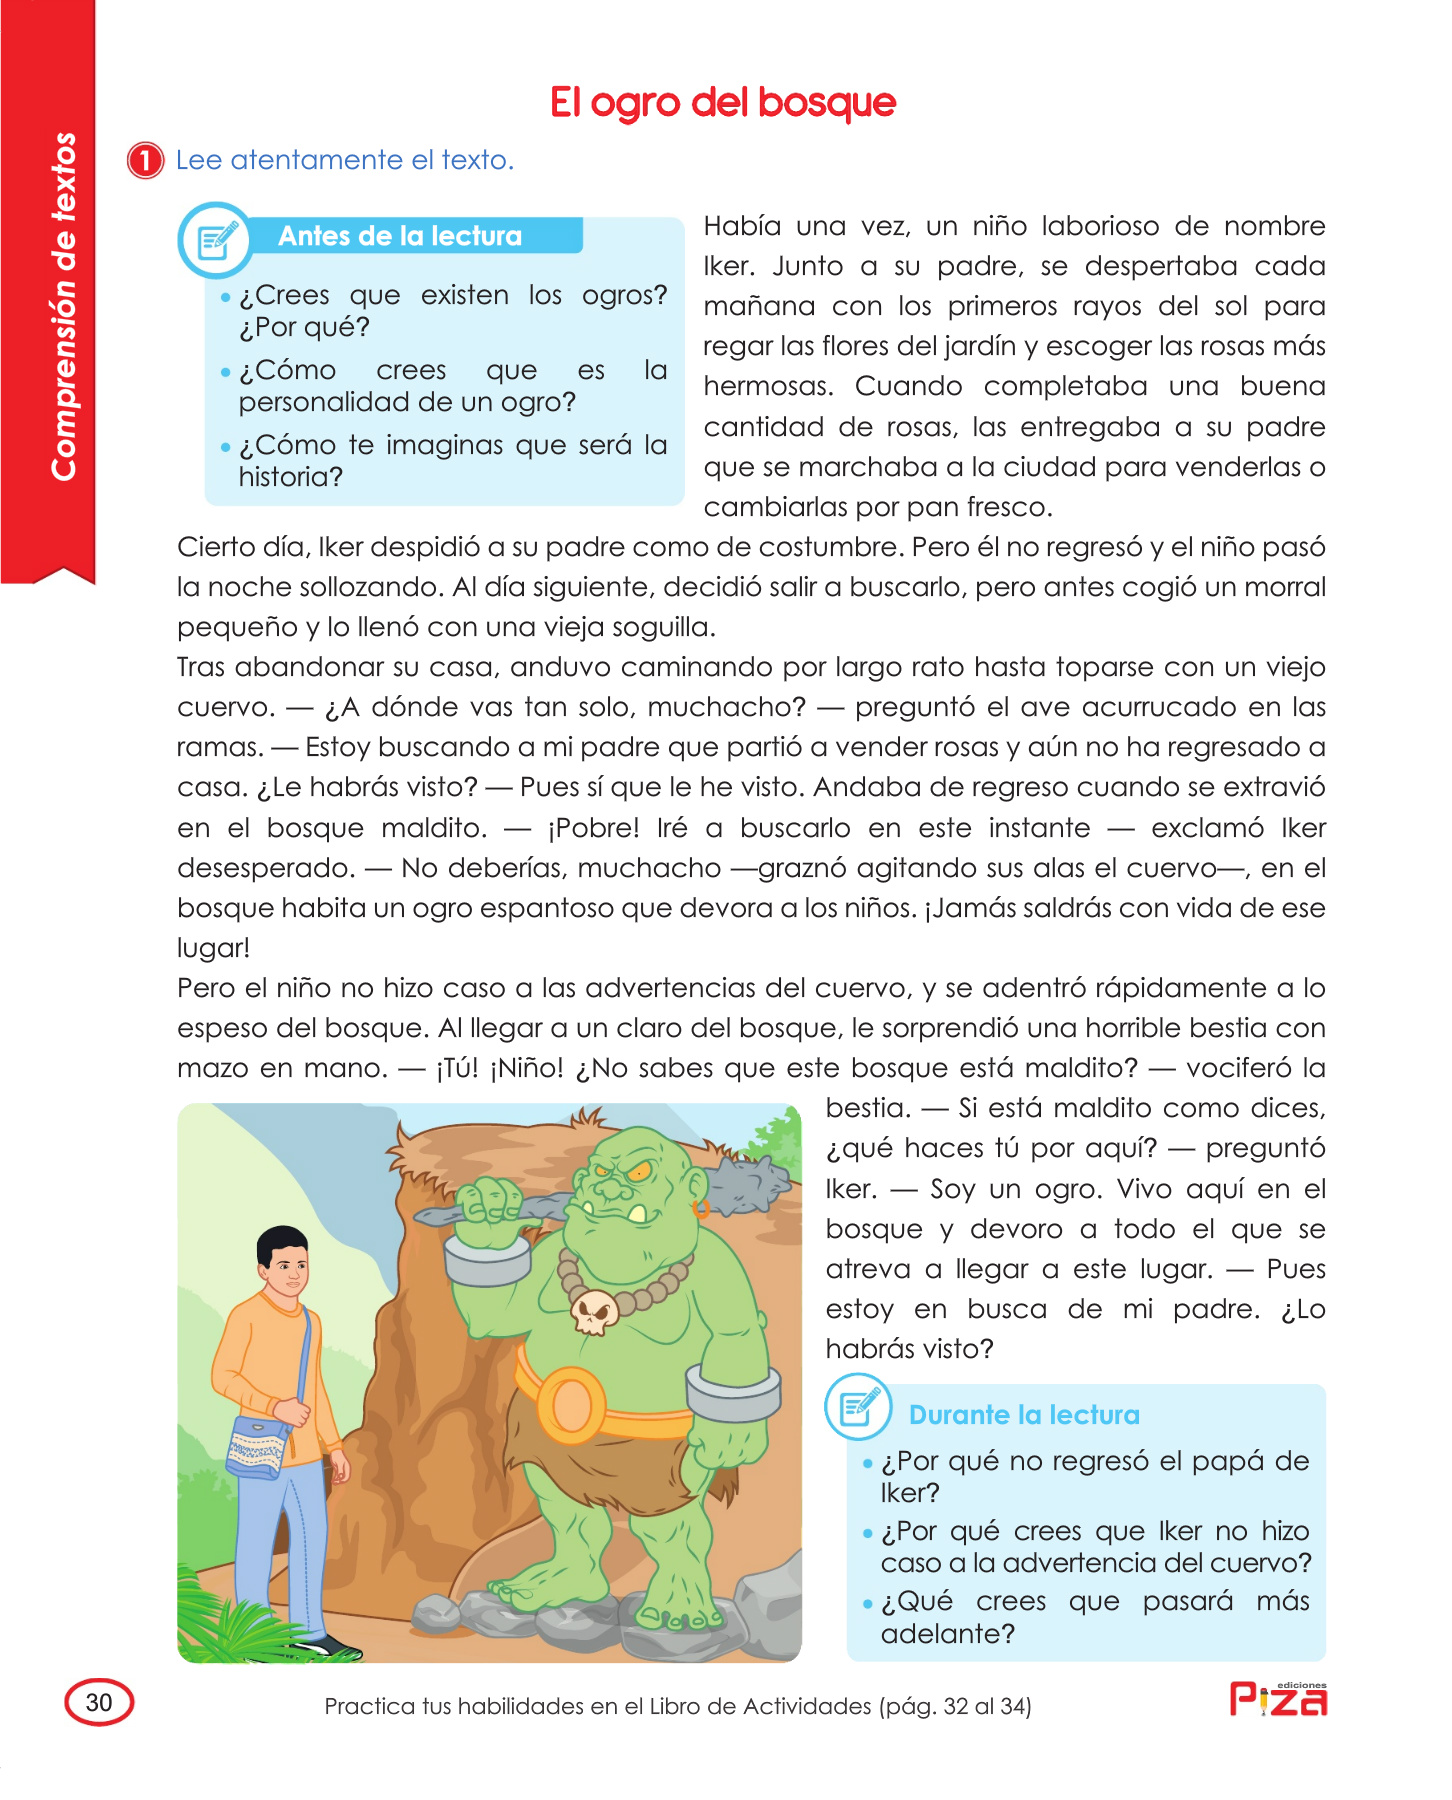 Comprensión de textos
El ogro del bosque
1 Lee atentamente el texto.
Antes de la lectura
• ¿Crees que existen los ogros?
¿Por qué?
• ¿Cómo crees que es la
personalidad de un ogro?
• ¿Cómo te imaginas que será la
historia?
Había una vez, un niño laborioso de nombre
Iker. Junto a su padre, se despertaba cada
mañana con los primeros rayos del sol para
regar las flores del jardín y escoger las rosas más
hermosas. Cuando completaba una buena
cantidad de rosas, las entregaba a su padre
que se marchaba a la ciudad para venderlas o
cambiarlas por pan fresco.
Cierto día, Iker despidió a su padre como de costumbre. Pero él no regresó y el niño pasó
la noche sollozando. Al día siguiente, decidió salir a buscarlo, pero antes cogió un morral
pequeño y lo llenó con una vieja soguilla.
Tras abandonar su casa, anduvo caminando por largo rato hasta toparse con un viejo
cuervo. — ¿A dónde vas tan solo, muchacho? — preguntó el ave acurrucado en las
ramas. — Estoy buscando a mi padre que partió a vender rosas y aún no ha regresado a
casa. ¿Le habrás visto? — Pues sí que le he visto. Andaba de regreso cuando se extravió
en el bosque maldito. — ¡Pobre! Iré a buscarlo en este instante — exclamó Iker
desesperado. — No deberías, muchacho —graznó agitando sus alas el cuervo—, en el
bosque habita un ogro espantoso que devora a los niños. ¡Jamás saldrás con vida de ese
lugar!
Pero el niño no hizo caso a las advertencias del cuervo, y se adentró rápidamente a lo
espeso del bosque. Al llegar a un claro del bosque, le sorprendió una horrible bestia con
mazo en mano. — ¡Tú! ¡Niño! ¿No sabes que este bosque está maldito? — vociferó la
bestia. — Si está maldito como dices,
¿qué haces tú por aquí? — preguntó
Iker. — Soy un ogro. Vivo aquí en el
bosque y devoro a todo el que se
atreva a llegar a este lugar. — Pues
estoy en busca de mi padre. ¿Lo
habrás visto?
Durante la lectura
• ¿Por qué no regresó el papá de
Iker?
• ¿Por qué crees que Iker no hizo
caso a la advertencia del cuervo?
• ¿Qué crees que pasará más
adelante?
30
Practica tus habilidades en el Libro de Actividades (pág. 32 al 34)
ediciones
Piza